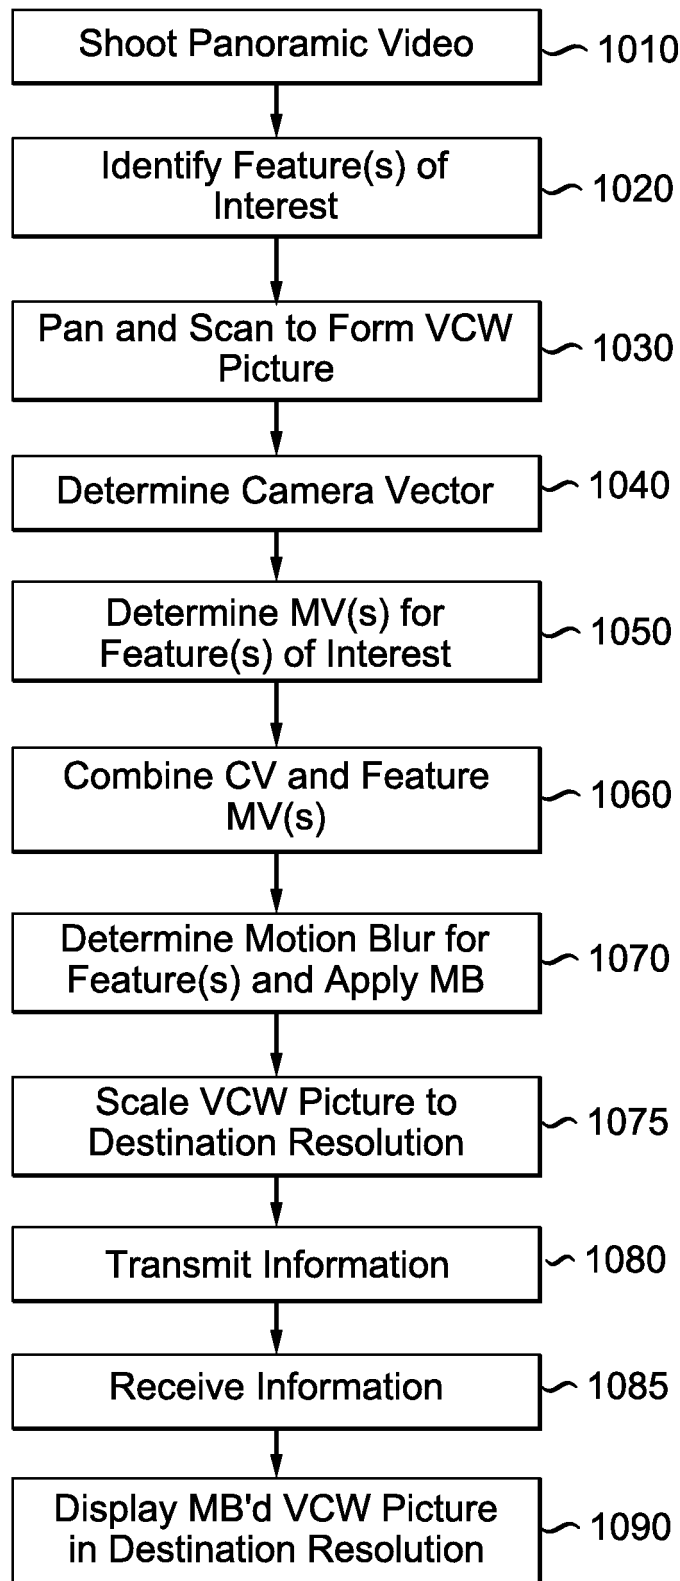 Shoot Panoramic Video
1010
Identify Feature(s) of
Interest
1020
Pan and Scan to Form VCW
Picture
1030
Determine Camera Vector
1040
Determine MV(s) for
Feature(s) of Interest
1050
Combine CV and Feature
MV(s)
1060
Determine Motion Blur for
Feature(s) and Apply MB
1070
Scale VCW Picture to
Destination Resolution
1075
Transmit Information
1080
Receive Information
1085
Display MB'd VCW Picture
in Destination Resolution
1090